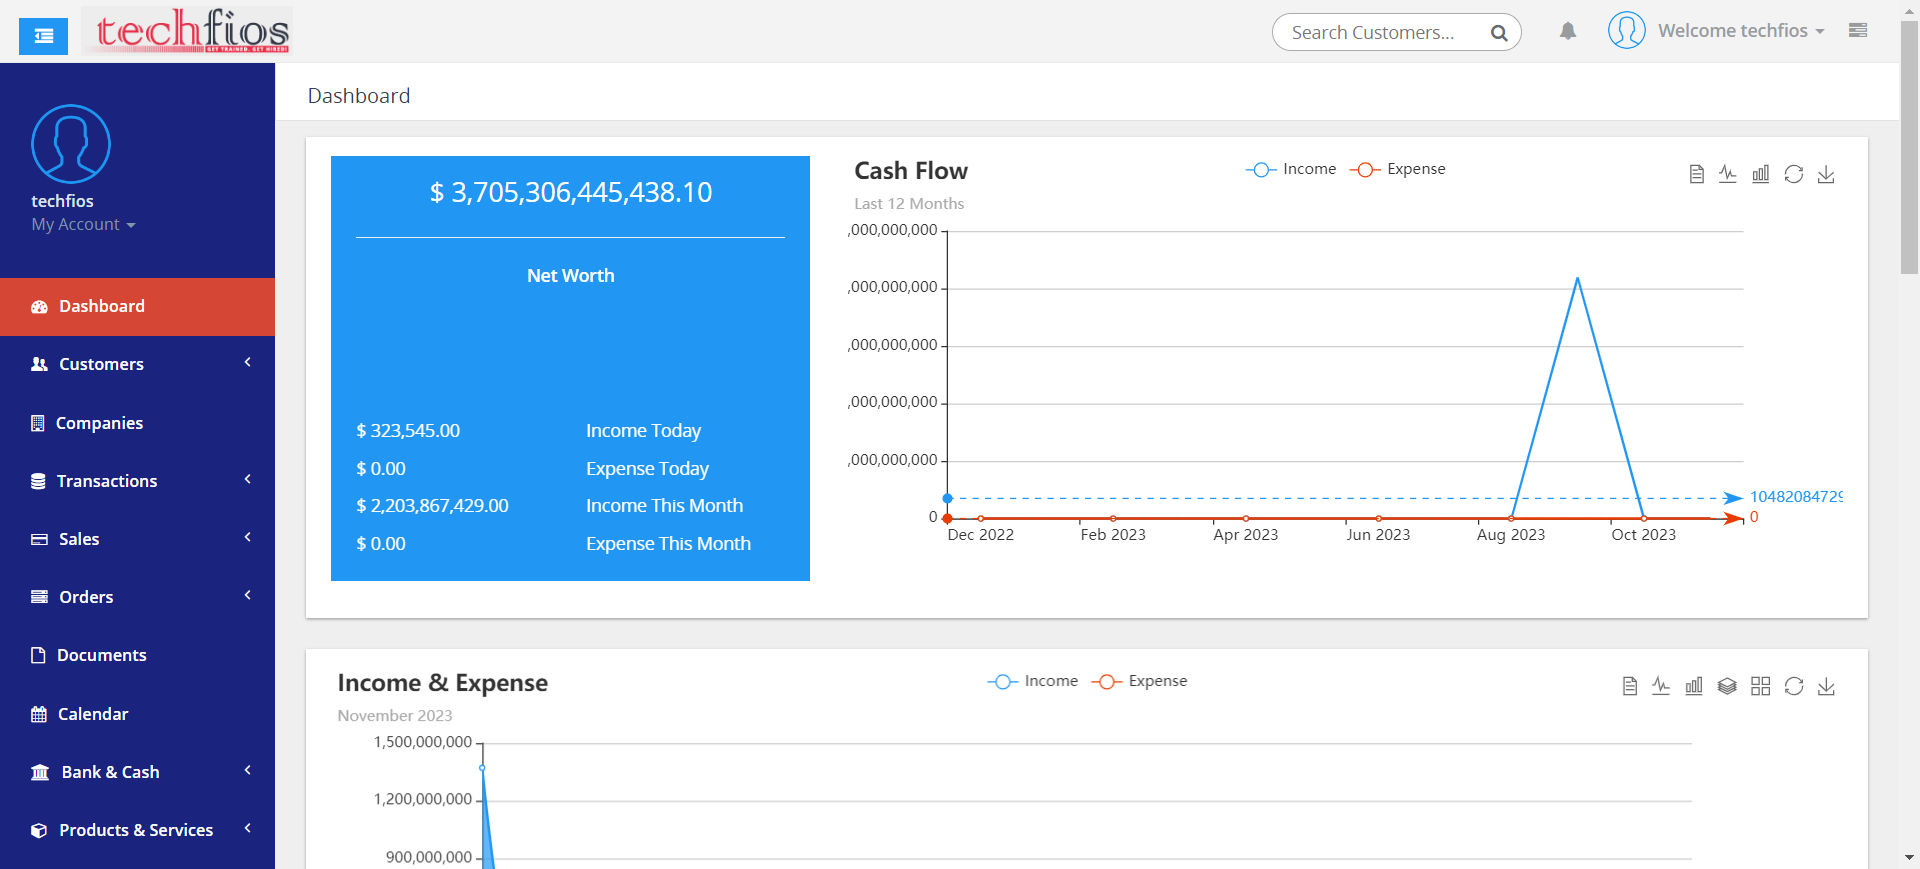 techfios
GET TRAINED. GET HIRED!
Search Customers...
Welcome techfios
techfios
My Account
Dashboard
Customers
Companies
Transactions
Sales
Orders
Documents
Calendar
Bank & Cash
Products & Services
Dashboard
$ 3,705,306,445,438.10
Net Worth
$ 323,545.00 Income Today
$ 0.00 Expense Today
$ 2,203,867,429.00 Income This Month
$ 0.00 Expense This Month
Cash Flow
Last 12 Months
Income Expense
,000,000,000
,000,000,000
,000,000,000
,000,000,000
,000,000,000
0
10482084729
0
Dec 2022 Feb 2023 Apr 2023 Jun 2023 Aug 2023 Oct 2023
Income & Expense
November 2023
Income Expense
1,500,000,000
1,200,000,000
900,000,000